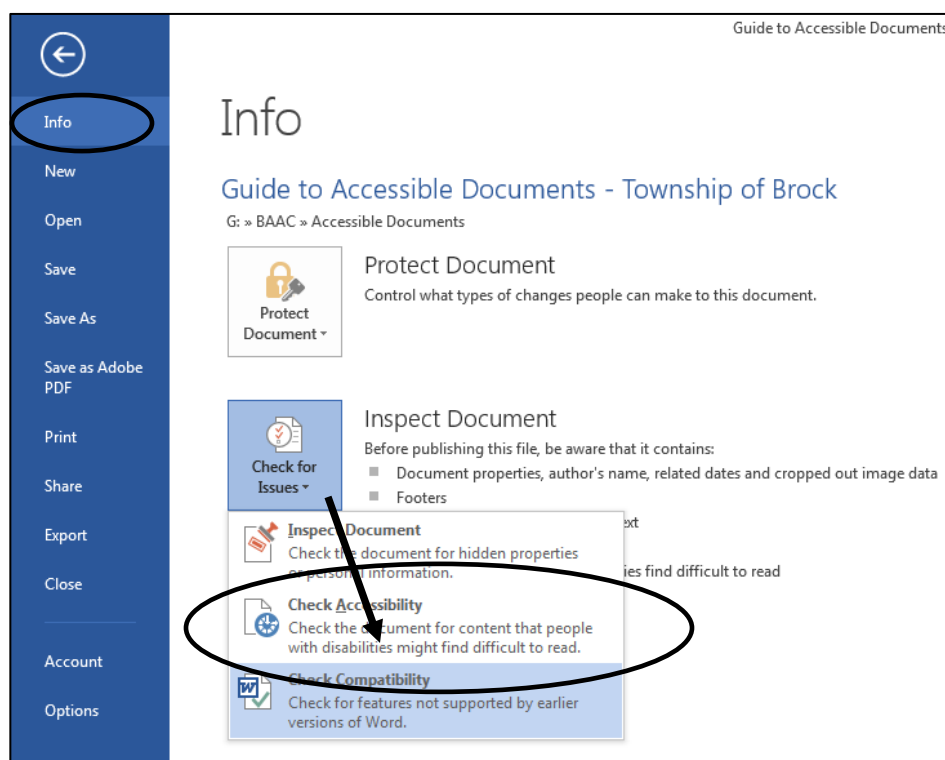 Guide to Accessible Documents
Info
New
Open
Save
Save As
Save as Adobe
PDF
Print
Share
Export
Close
Account
Options
Info
Guide to Accessible Documents - Township of Brock
G: » BAAC » Accessible Documents
Protect
Document
Protect Document
Control what types of changes people can make to this document.
Check for
Issues
Inspect Document
Before publishing this file, be aware that it contains:
Document properties, author's name, related dates and cropped out image data
Footers
ies find difficult to read
Inspect Document
Check the document for hidden properties
or personal information.
Check Accessibility
Check the document for content that people
with disabilities might find difficult to read.
Check Compatibility
Check for features not supported by earlier
versions of Word.